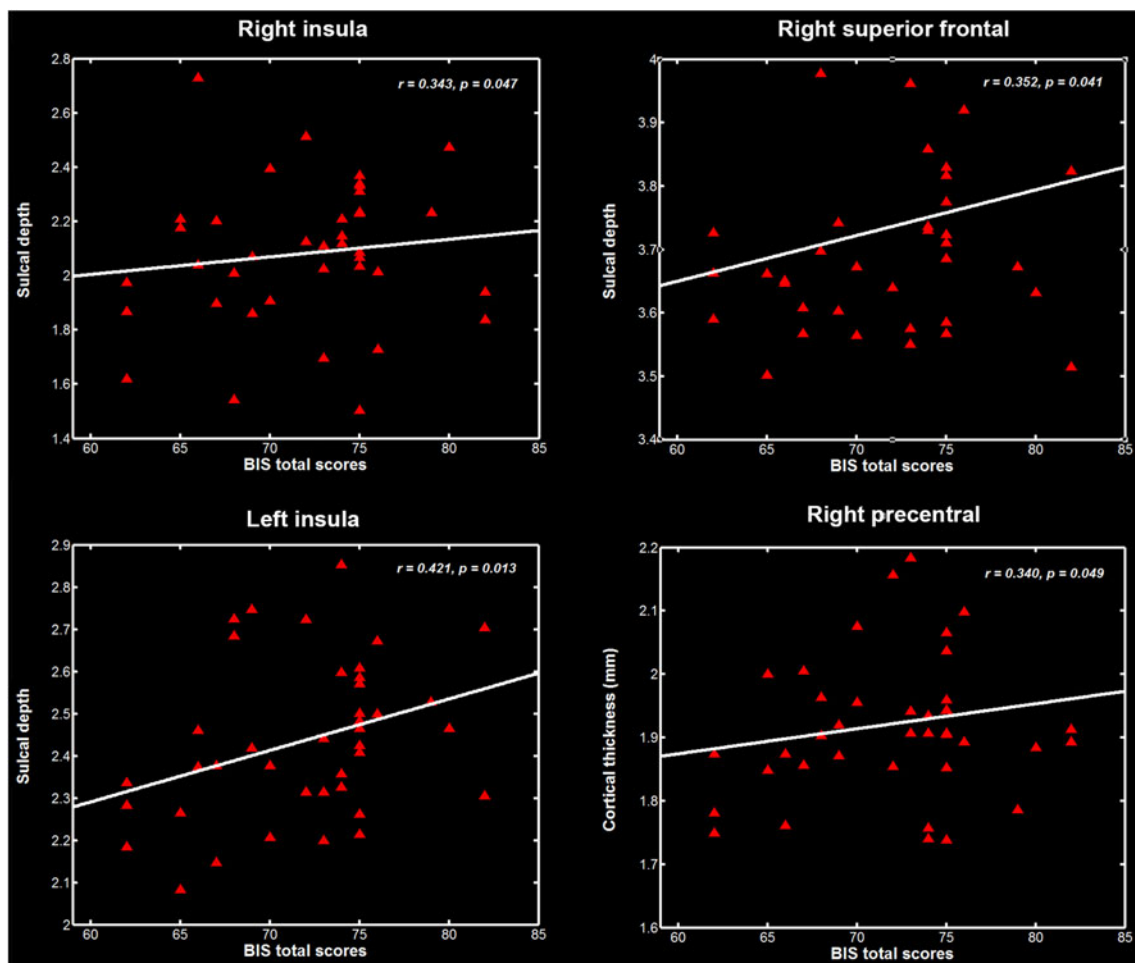 Right insula
r = 0.343, p = 0.047
2.8
2.6
2.4
2.2
2
1.8
1.6
1.4
Sulcal depth
60 65 70 75 80 85
BIS total scores
Right superior frontal
r = 0.352, p = 0.041
4
3.9
3.8
3.7
3.6
3.5
3.4
Sulcal depth
60 65 70 75 80 85
BIS total scores
Left insula
r = 0.421, p = 0.013
2.9
2.8
2.7
2.6
2.5
2.4
2.3
2.2
2.1
2
Sulcal depth
60 65 70 75 80 85
BIS total scores
Right precentral
r = 0.340, p = 0.049
2.2
2.1
2
1.9
1.8
1.7
1.6
Cortical thickness (mm)
60 65 70 75 80 85
BIS total scores